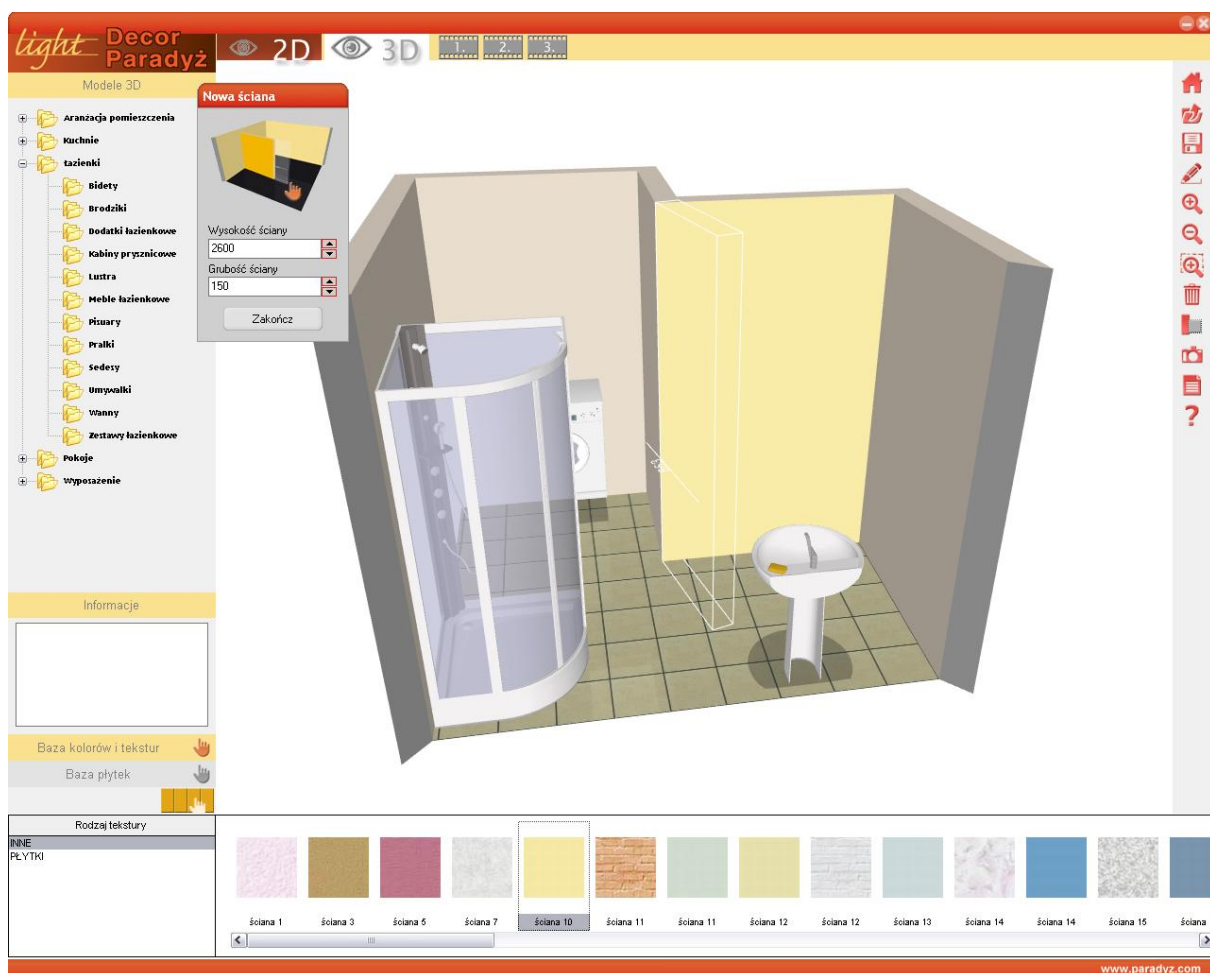 light Decor
Paradyż
2D
3D
1.
2.
3.
Modele 3D
Aranżacja pomieszczenia
Kuchnie
Łazienki
Bidety
Brodziki
Dodatki łazienkowe
Kabiny prysznicowe
Lustra
Meble łazienkowe
Pisuary
Pralki
Sedesy
Umywalki
Wanny
Zestawy łazienkowe
Pokoje
Wyposażenie
Nowa ściana
Wysokość ściany
2600
Grubość ściany
150
Zakończ
?
Informacje
Baza kolorów i tekstur
Baza płytek
Rodzaj tekstury
INNE
PŁYTKI
ściana 1
ściana 3
ściana 5
ściana 7
ściana 10
ściana 11
ściana 11
ściana 12
ściana 12
ściana 13
ściana 14
ściana 14
ściana 15
ściana
www.paradyz.com